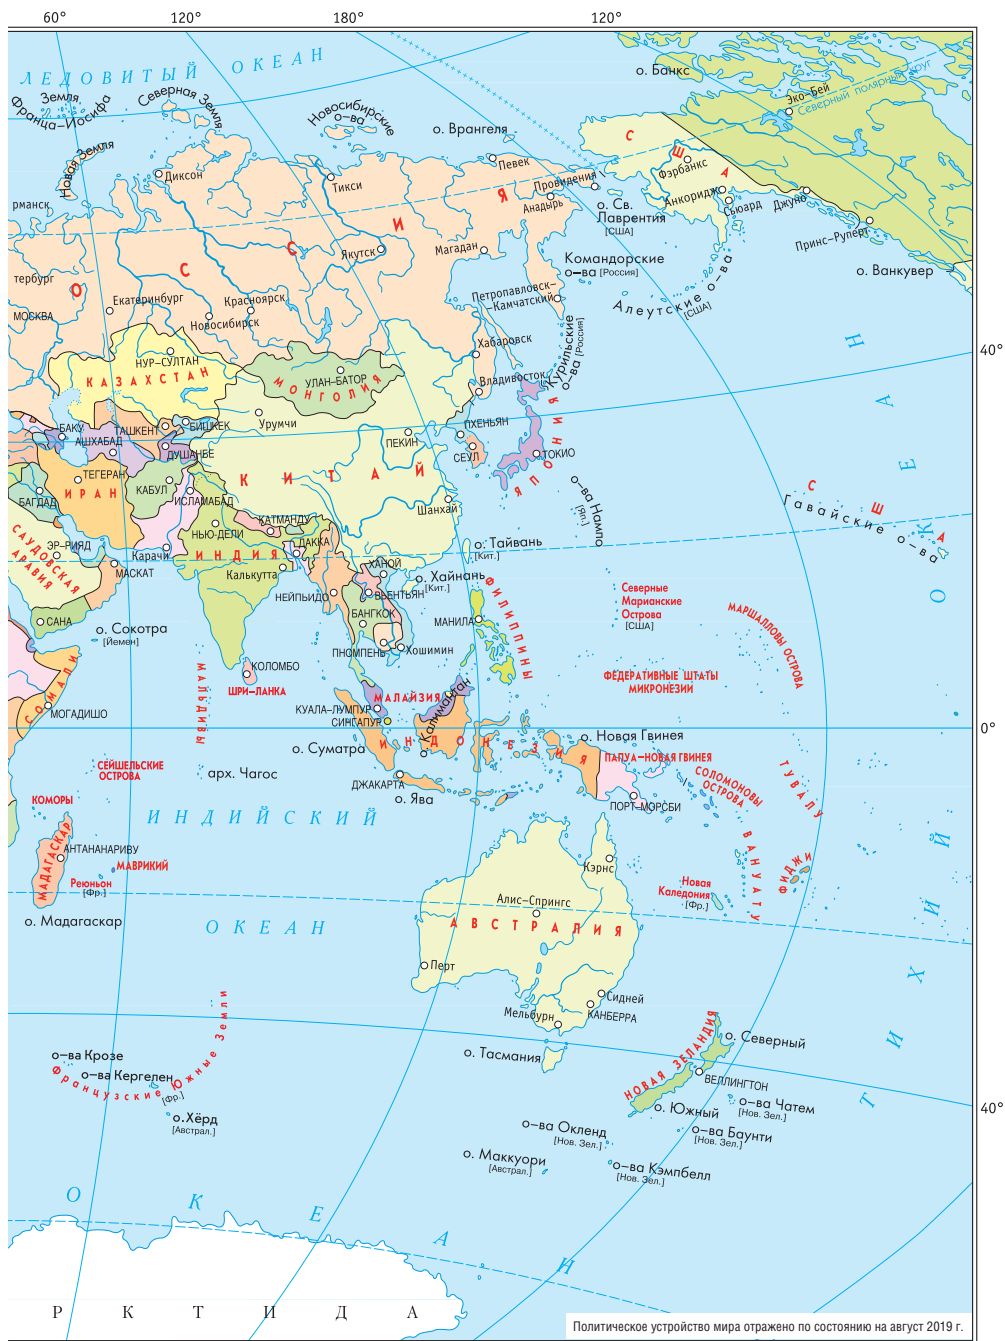 60°
120°
180°
120°
ЛЕДОВИТЫЙ ОКЕАН
Земля
Франца–Иосифа
Северная Земля
Новосибирские
о–ва
о. Врангеля
о. Банкс
Эко-Бей
Северный полярный круг
Новая Земля
Диксон
Тикси
Певек
Провидения
Анадырь
США
Фэрбанкс
Анкоридж
Сьюард
Джуно
Принс-Руперт
о. Ванкувер
о. Св.
Лаврентия
[США]
рманск
Якутск
Магадан
Командорские
о–ва [Россия]
Алеутские о–ва
[США]
ОССИЯ
тербург
МОСКВА
Екатеринбург
Красноярск
Новосибирск
Петропавловск–
–Камчатский
Хабаровск
Курильские
о–ва [Россия]
Владивосток
40°
НУР–СУЛТАН
КАЗАХСТАН
УЛАН–БАТОР
МОНГОЛИЯ
Урумчи
БАКУ
ТАШКЕНТ
БИШКЕК
АШХАБАД
ДУШАНБЕ
ПЕКИН
ПХЕНЬЯН
СЕУЛ
ТОКИО
ЯПОНИЯ
ТЕГЕРАН
ИРАН
КАБУЛ
ИСЛАМАБАД
КИТАЙ
БАГДАД
Шанхай
о–ва Нампо
[Яп.]
США
Гавайские о–ва
САУДОВСКАЯ
АРАВИЯ
ЭР–РИЯД
МАСКАТ
Карачи
НЬЮ–ДЕЛИ
КАТМАНДУ
ИНДИЯ
ДАККА
Калькутта
ХАНОЙ
о. Тайвань
[Кит.]
о. Хайнань
[Кит.]
НЕЙПЬИДО
ВЬЕНТЬЯН
БАНГКОК
МАНИЛА
ФИЛИППИНЫ
Северные
Марианские
Острова
[США]
МАРШАЛЛОВЫ ОСТРОВА
САНА
о. Сокотра
[Йемен]
ПНОМПЕНЬ
Хошимин
КОЛОМБО
ШРИ–ЛАНКА
МАЛЬДИВЫ
ФЕДЕРАТИВНЫЕ ШТАТЫ
МИКРОНЕЗИИ
СОМАЛИ
МОГАДИШО
МАЛАЙЗИЯ
КУАЛА–ЛУМПУР
СИНГАПУР
Калимантан
0°
о. Суматра
ИНДОНЕЗИЯ
о. Новая Гвинея
ПАПУА–НОВАЯ ГВИНЕЯ
СЕЙШЕЛЬСКИЕ
ОСТРОВА
арх. Чагос
ДЖАКАРТА
о. Ява
ПОРТ–МОРСБИ
СОЛОМОНОВЫ
ОСТРОВА
ТУВАЛУ
КОМОРЫ
ИНДИЙСКИЙ
МАДАГАСКАР
АНТАНАНАРИВУ
МАВРИКИЙ
Реюньон
[Фр.]
о. Мадагаскар
ОКЕАН
Кэрнс
Алис–Спрингс
АВСТРАЛИЯ
Новая
Каледония
[Фр.]
ВАНУАТУ
ФИДЖИ
Перт
Сидней
КАНБЕРРА
Мельбурн
о. Тасмания
НОВАЯ ЗЕЛАНДИЯ
о. Северный
ВЕЛЛИНГТОН
о. Южный
о–ва Чатем
[Нов. Зел.]
о–ва Баунти
[Нов. Зел.]
о–ва Окленд
[Нов. Зел.]
о. Маккуори
[Австрал.]
о–ва Кэмпбелл
[Нов. Зел.]
40°
о–ва Крозе
о–ва Кергелен
[Фр.]
Французские Южные Земли
о.Хёрд
[Австрал.]
ТИХИЙ ОКЕАН
ОКЕАН
РКТИДА
Политическое устройство мира отражено по состоянию на август 2019 г.